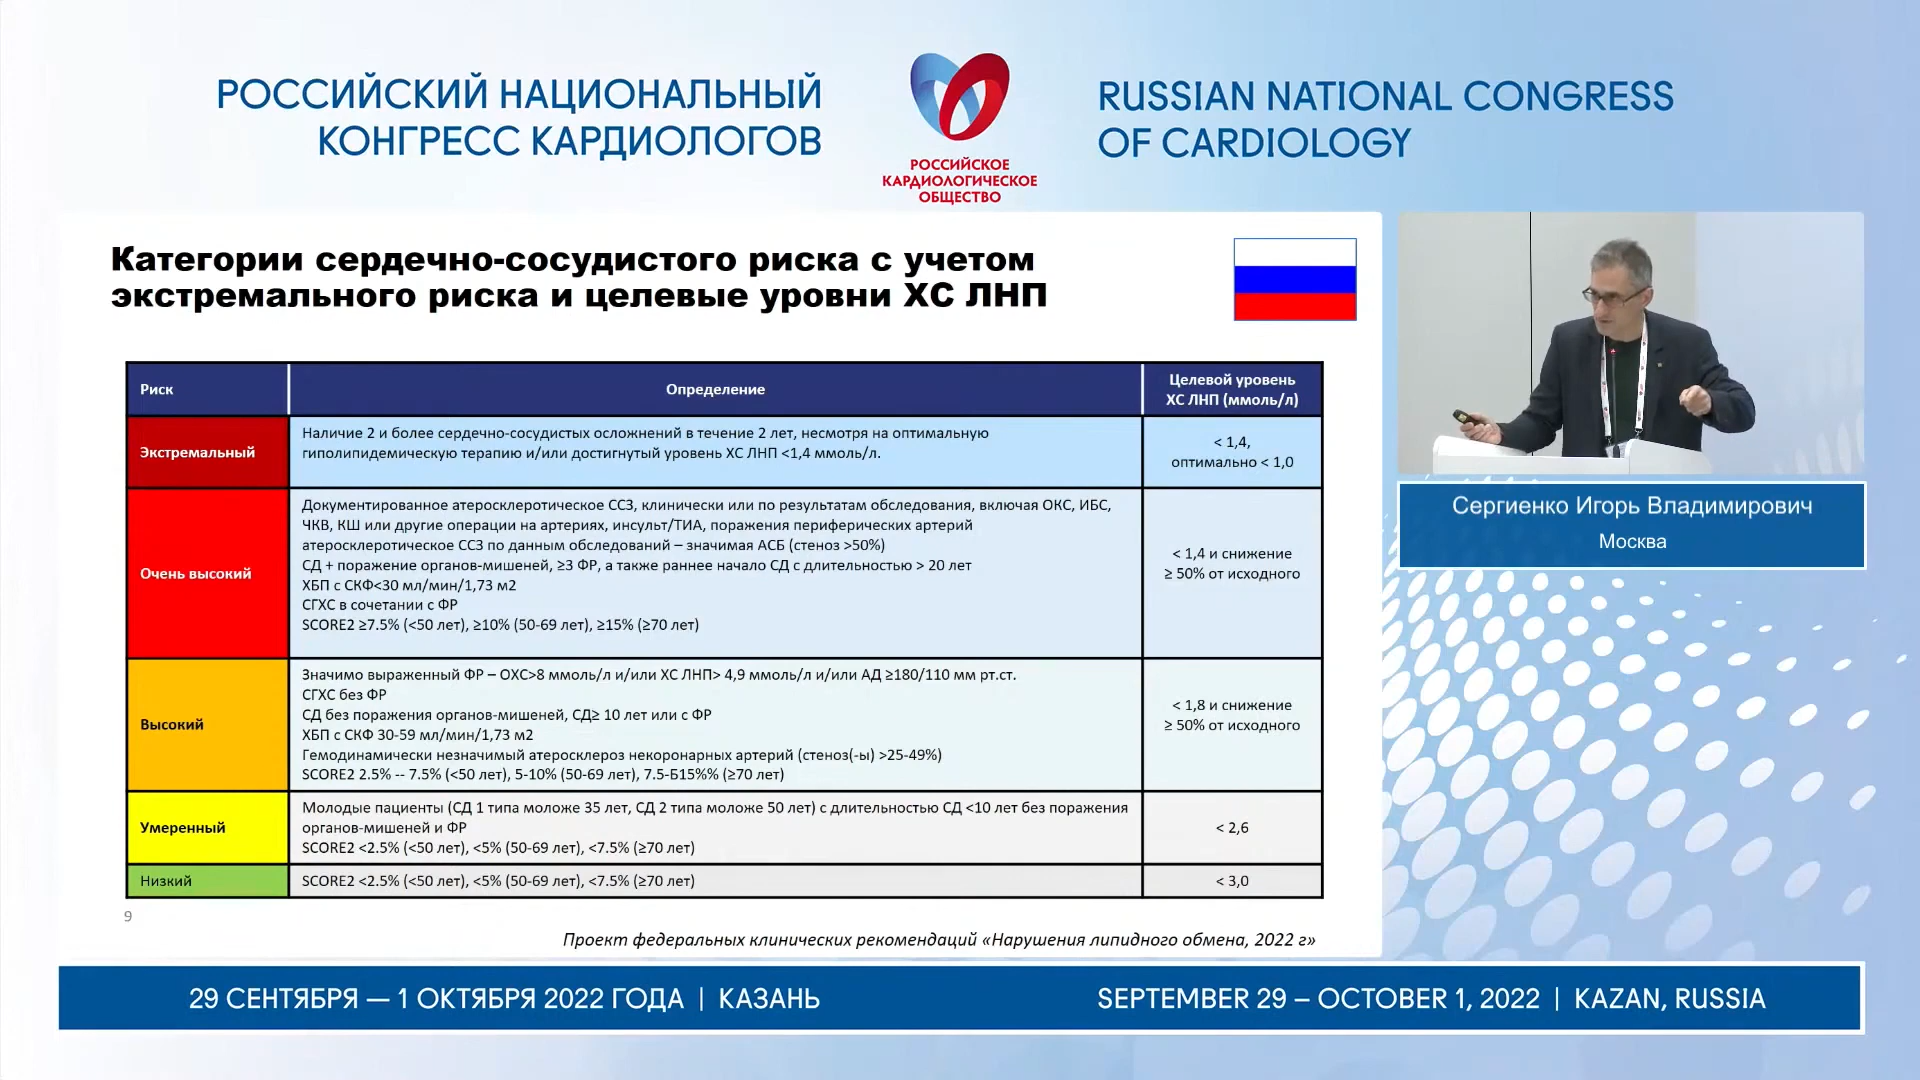 РОССИЙСКИЙ НАЦИОНАЛЬНЫЙ
КОНГРЕСС КАРДИОЛОГОВ
РОССИЙСКОЕ
КАРДИОЛОГИЧЕСКОЕ
ОБЩЕСТВО
RUSSIAN NATIONAL CONGRESS
OF CARDIOLOGY
Категории сердечно-сосудистого риска с учетом
экстремального риска и целевые уровни ХС ЛНП
Риск
Определение
Целевой уровень
ХС ЛНП (ммоль/л)
Экстремальный
Наличие 2 и более сердечно-сосудистых осложнений в течение 2 лет, несмотря на оптимальную
гиполипидемическую терапию и/или достигнутый уровень ХС ЛНП <1,4 ммоль/л.
< 1,4,
оптимально < 1,0
Очень высокий
Документированное атеросклеротическое ССЗ, клинически или по результатам обследования, включая ОКС, ИБС,
ЧКВ, КШ или другие операции на артериях, инсульт/ТИА, поражения периферических артерий
атеросклеротическое ССЗ по данным обследований – значимая АСБ (стеноз >50%)
СД + поражение органов-мишеней, ≥3 ФР, а также раннее начало СД с длительностью > 20 лет
ХБП с СКФ<30 мл/мин/1,73 м2
СГХС в сочетании с ФР
SCORE2 ≥7.5% (<50 лет), ≥10% (50-69 лет), ≥15% (≥70 лет)
< 1,4 и снижение
≥ 50% от исходного
Высокий
Значимо выраженный ФР – ОХС>8 ммоль/л и/или ХС ЛНП> 4,9 ммоль/л и/или АД ≥180/110 мм рт.ст.
СГХС без ФР
СД без поражения органов-мишеней, СД≥ 10 лет или с ФР
ХБП с СКФ 30-59 мл/мин/1,73 м2
Гемодинамически незначимый атеросклероз некоронарных артерий (стеноз(-ы) >25-49%)
SCORE2 2.5% -- 7.5% (<50 лет), 5-10% (50-69 лет), 7.5-Б15%% (≥70 лет)
< 1,8 и снижение
≥ 50% от исходного
Умеренный
Молодые пациенты (СД 1 типа моложе 35 лет, СД 2 типа моложе 50 лет) с длительностью СД <10 лет без поражения
органов-мишеней и ФР
SCORE2 <2.5% (<50 лет), <5% (50-69 лет), <7.5% (≥70 лет)
< 2,6
Низкий
SCORE2 <2.5% (<50 лет), <5% (50-69 лет), <7.5% (≥70 лет)
< 3,0
9
Проект федеральных клинических рекомендаций «Нарушения липидного обмена, 2022 г»
Сергиенко Игорь Владимирович
Москва
29 СЕНТЯБРЯ — 1 ОКТЯБРЯ 2022 ГОДА | КАЗАНЬ
SEPTEMBER 29 – OCTOBER 1, 2022 | KAZAN, RUSSIA